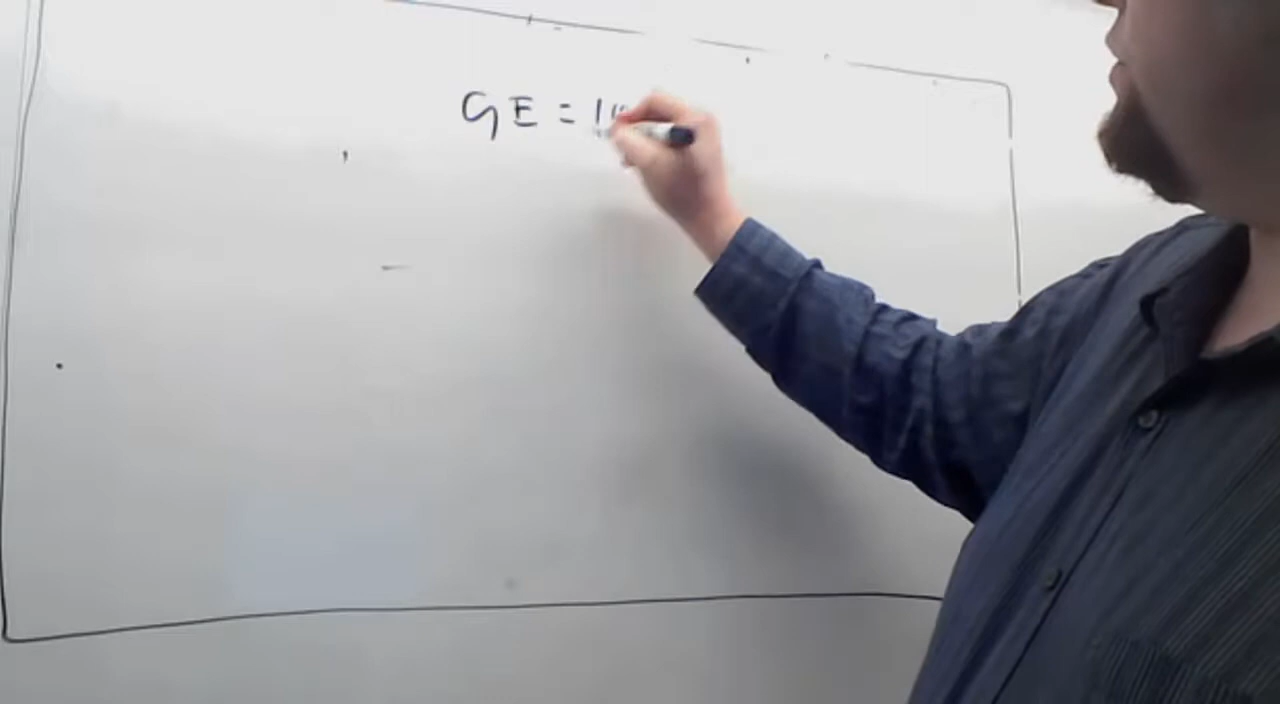 GE =